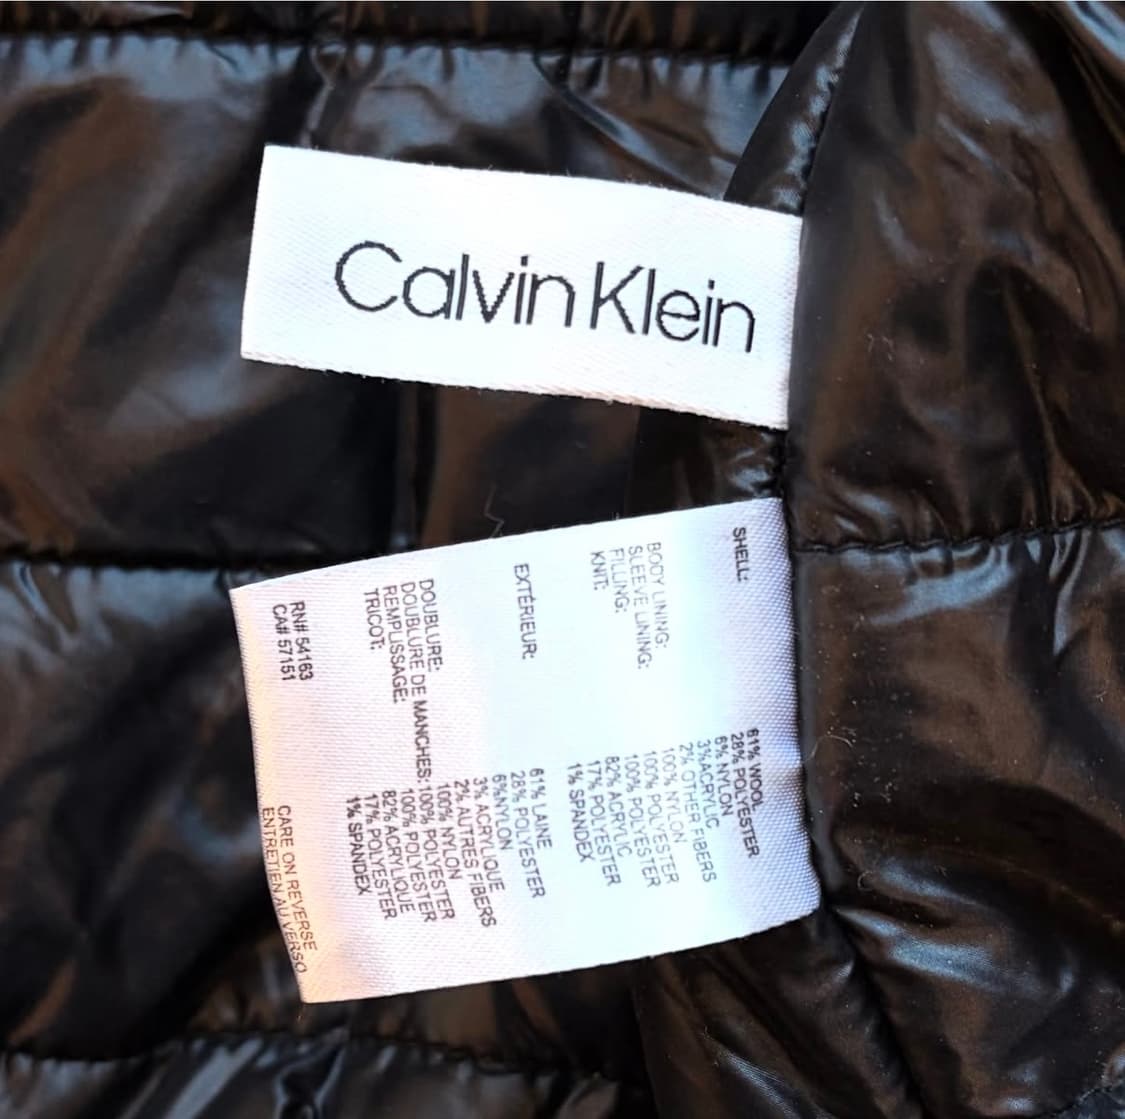 Calvin Klein
SHELL: 61% WOOL
28% POLYESTER
6% NYLON
3% ACRYLIC
2% OTHER FIBERS
BODY LINING: 100% NYLON
SLEEVE LINING: 100% POLYESTER
FILLING: 100% POLYESTER
KNIT: 82% ACRYLIC
17% POLYESTER
1% SPANDEX
EXTÉRIEUR: 61% LAINE
28% POLYESTER
6%NYLON
3% ACRYLIQUE
2% AUTRES FIBERS
DOUBLURE: 100% NYLON
DOUBLURE DE MANCHES: 100% POLYESTER
REMPLISSAGE: 100% POLYESTER
TRICOT: 82% ACRYLIQUE
17% POLYESTER
1% SPANDEX
RN# 54163
CA# 57151
CARE ON REVERSE
ENTRETIEN AU VERSO